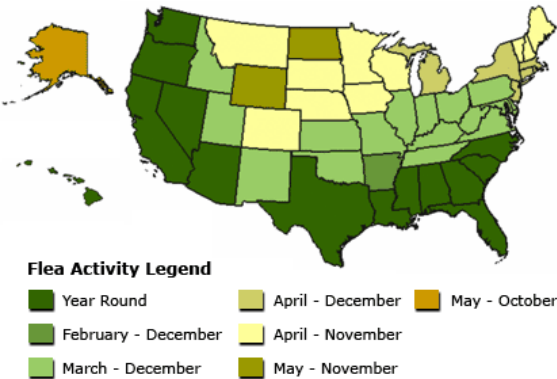 Flea Activity Legend
Year Round
April - December
May - October
February - December
April - November
March - December
May - November